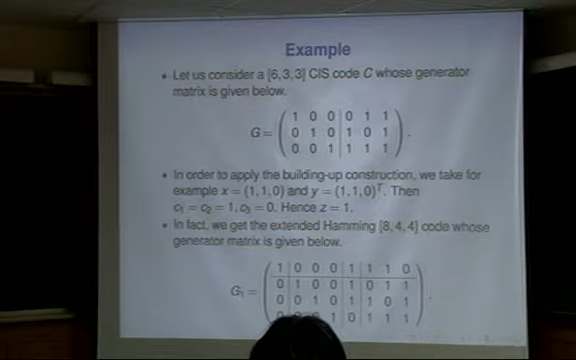 Example
• Let us consider a [6, 3, 3] CIS code C whose generator
matrix is given below.
1 0 0 0 1 1
G = 0 1 0 1 0 1 .
0 0 1 1 1 1
• In order to apply the building-up construction, we take for
example x = (1, 1, 0) and y = (1, 1, 0)ᵀ. Then
c₁ = c₂ = 1, c₃ = 0. Hence z = 1.
• In fact, we get the extended Hamming [8, 4, 4] code whose
generator matrix is given below.
1 0 0 0 1 1 1 0
G₁ = 0 1 0 0 1 0 1 1 .
0 0 1 0 1 1 0 1
1 0 1 1 1